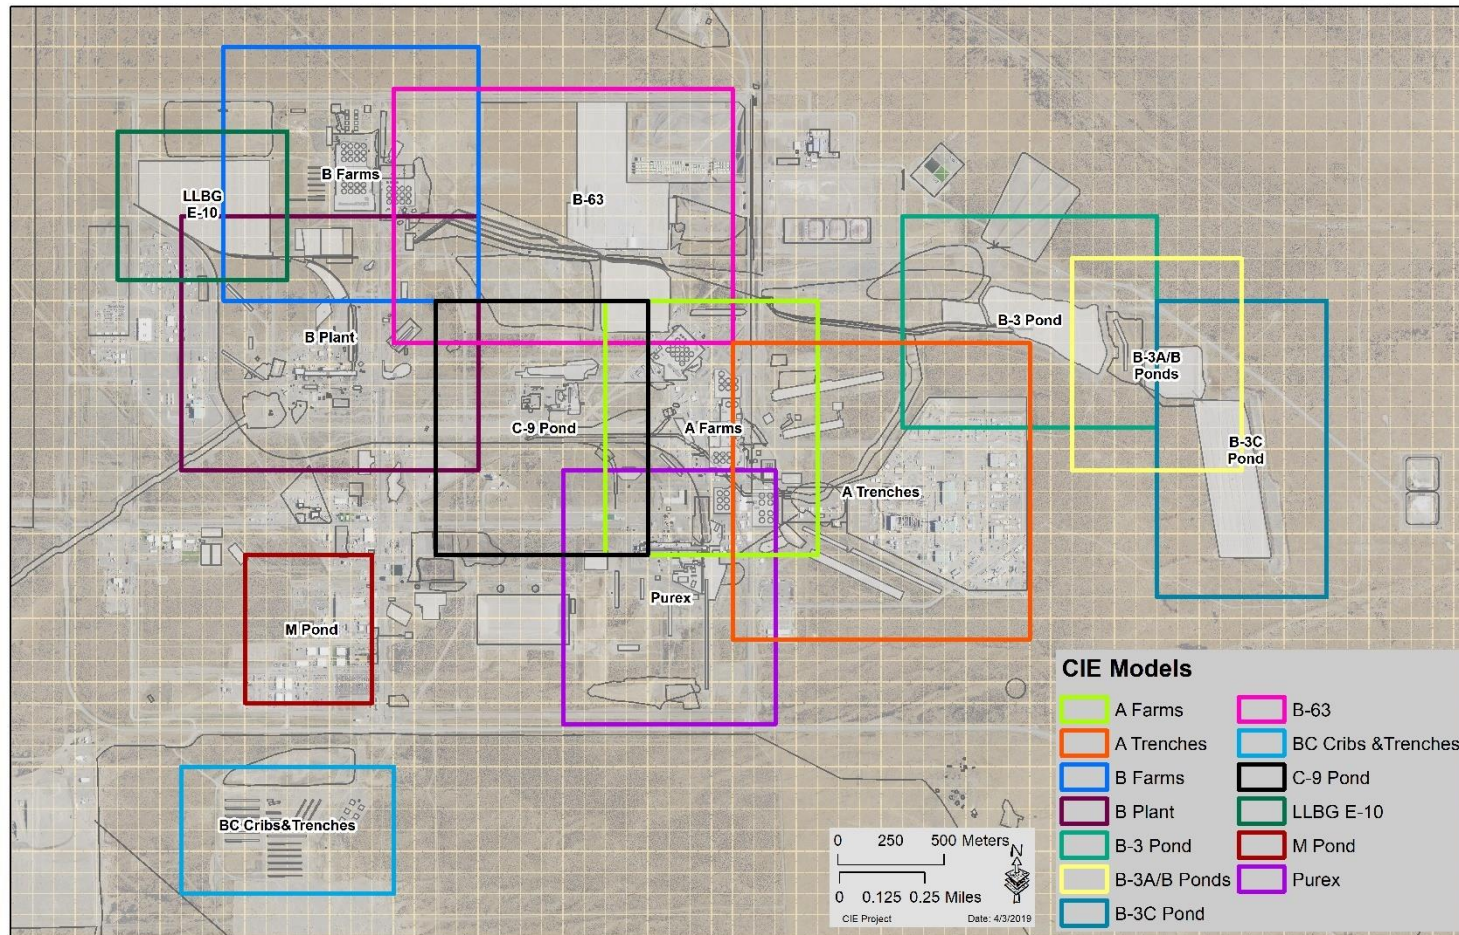 B Farms
LLBG
E-10
B-63
B Plant
B-3 Pond
B-3A/B
Ponds
C-9 Pond
A Farms
B-3C
Pond
A Trenches
Purex
M Pond
BC Cribs&Trenches
0 250 500 Meters
0 0.125 0.25 Miles
N
CIE Project Date: 4/3/2019
CIE Models
A Farms
A Trenches
B Farms
B Plant
B-3 Pond
B-3A/B Ponds
B-3C Pond
B-63
BC Cribs &Trenches
C-9 Pond
LLBG E-10
M Pond
Purex